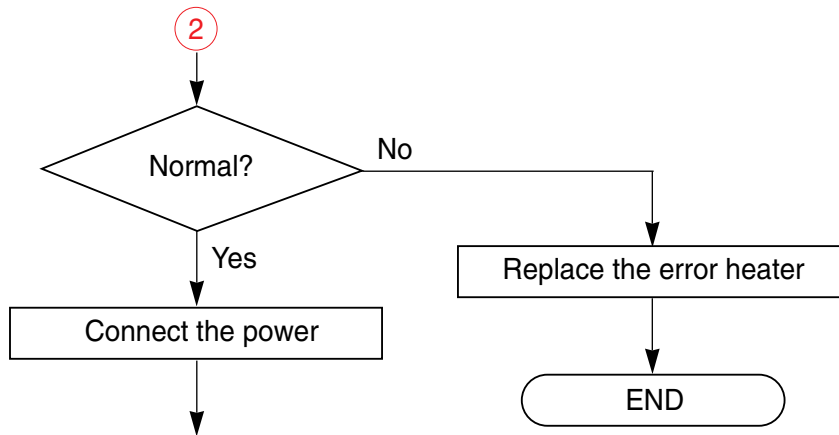 2
Normal?
No
Yes
Replace the error heater
Connect the power
END